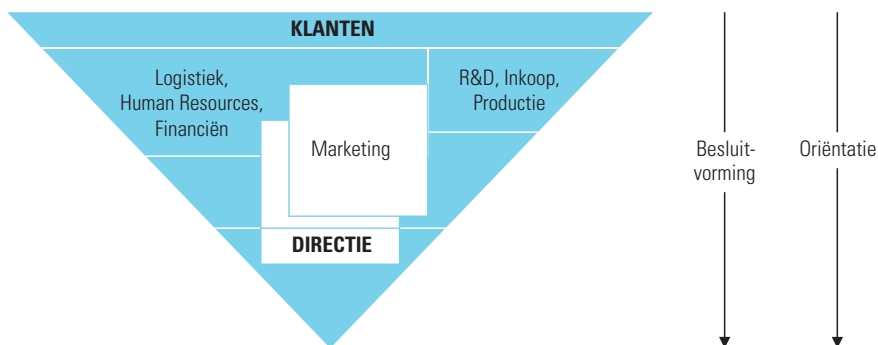 KLANTEN
Logistiek,
Human Resources,
Financiën
R&D, Inkoop,
Productie
Marketing
DIRECTIE
Besluit-
vorming
Oriëntatie